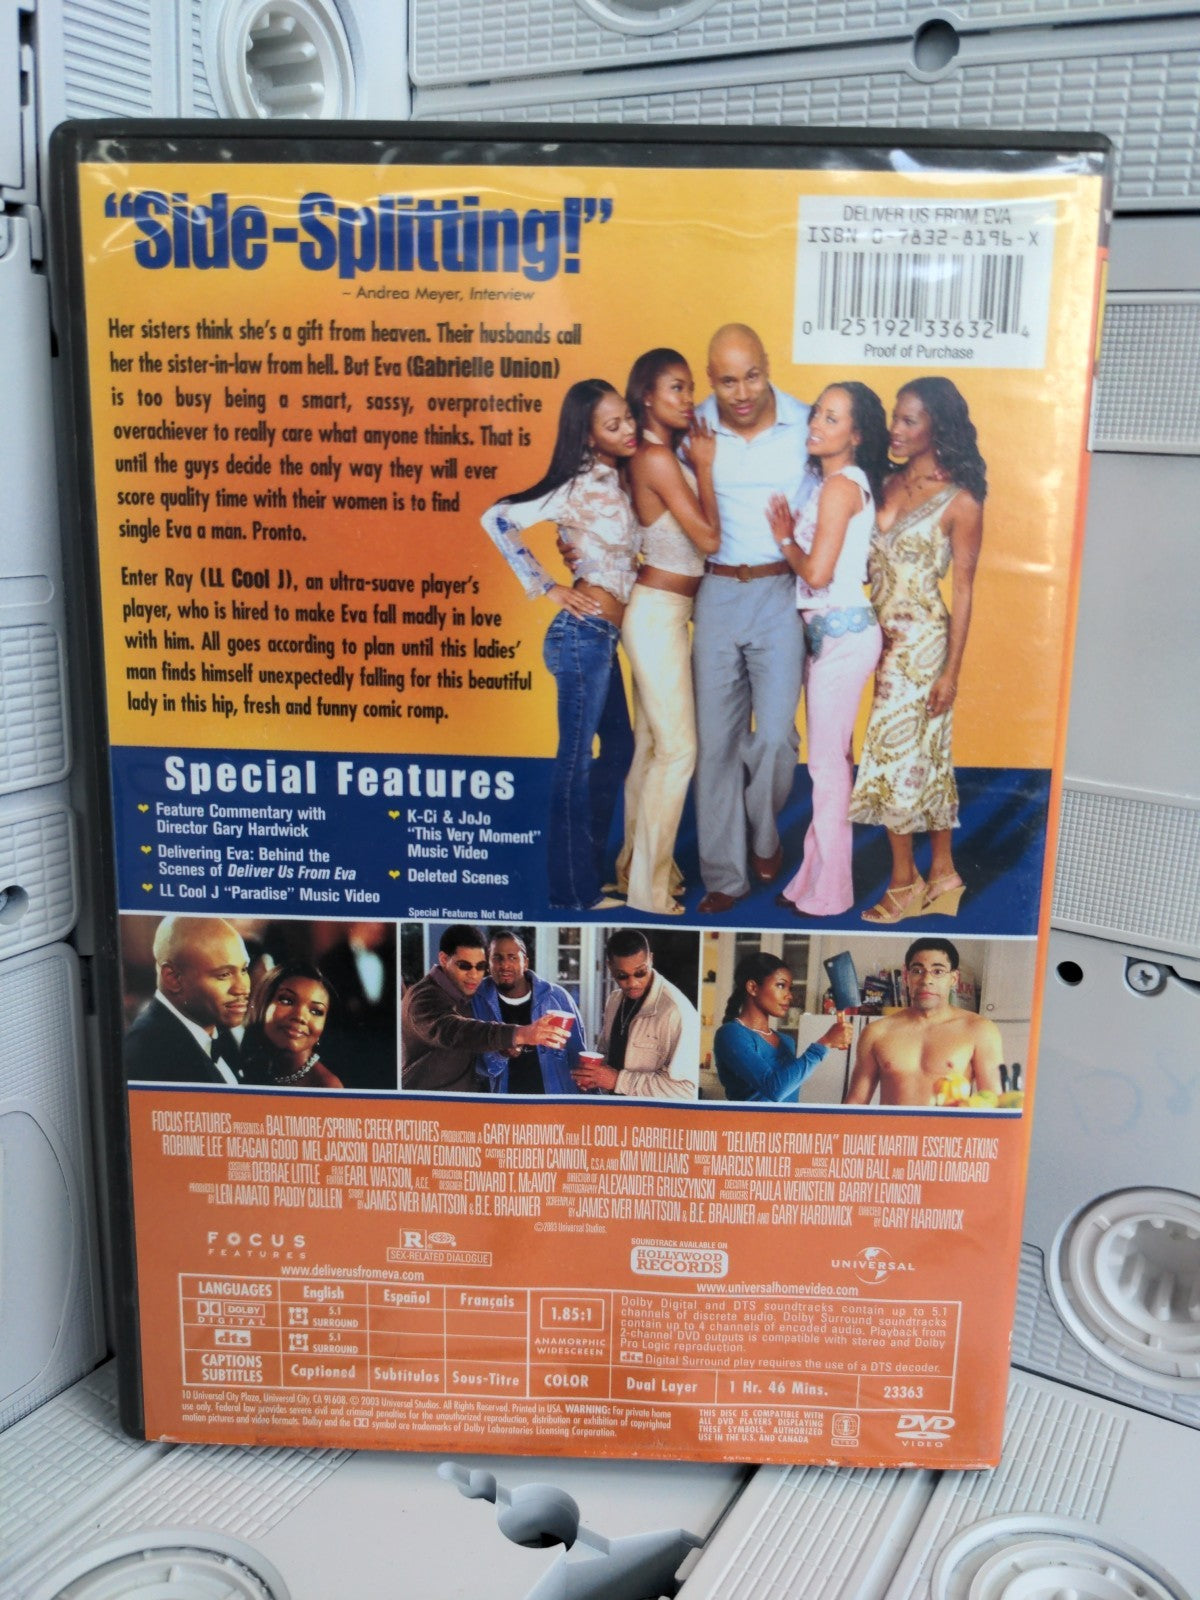 “Side-Splitting!”
~ Andrea Meyer, Interview
DELIVER US FROM EVA
ISBN 0-7832-8196-X
0 25192 33632 4
Proof of Purchase
Her sisters think she's a gift from heaven. Their husbands call
her the sister-in-law from hell. But Eva (Gabrielle Union)
is too busy being a smart, sassy, overprotective
overachiever to really care what anyone thinks. That is
until the guys decide the only way they will ever
score quality time with their women is to find
single Eva a man. Pronto.
Enter Ray (LL Cool J), an ultra-suave player's
player, who is hired to make Eva fall madly in love
with him. All goes according to plan until this ladies'
man finds himself unexpectedly falling for this beautiful
lady in this hip, fresh and funny comic romp.
Special Features
Feature Commentary with
Director Gary Hardwick
Delivering Eva: Behind the
Scenes of Deliver Us From Eva
LL Cool J “Paradise” Music Video
K-Ci & JoJo
“This Very Moment”
Music Video
Deleted Scenes
Special Features Not Rated
FOCUS FEATURES PRESENTS A BALTIMORE/SPRING CREEK PICTURES PRODUCTION A GARY HARDWICK FILM LL COOL J GABRIELLE UNION “DELIVER US FROM EVA” DUANE MARTIN ESSENCE ATKINS
ROBINNE LEE MEAGAN GOOD MEL JACKSON DARTANYAN EDMONDS CASTING BY REUBEN CANNON, C.S.A. AND KIM WILLIAMS MUSIC BY MARCUS MILLER MUSIC SUPERVISORS ALISON BALL AND DAVID LOMBARD
COSTUME DESIGNER DEBRAE LITTLE FILM EDITOR EARL WATSON, A.C.E. PRODUCTION DESIGNER EDWARD T. McAVOY DIRECTOR OF PHOTOGRAPHY ALEXANDER GRUSZYNSKI EXECUTIVE PRODUCERS PAULA WEINSTEIN BARRY LEVINSON
PRODUCED BY LEN AMATO PADDY CULLEN STORY BY JAMES IVER MATTSON & B.E. BRAUNER SCREENPLAY BY JAMES IVER MATTSON & B.E. BRAUNER AND GARY HARDWICK DIRECTED BY GARY HARDWICK
©2003 Universal Studios.
FOCUS
FEATURES
R
SEX-RELATED DIALOGUE
SOUNDTRACK AVAILABLE ON
HOLLYWOOD
RECORDS
UNIVERSAL
www.deliverusfromeva.com
www.universalhomevideo.com
LANGUAGES English Español Français
DOLBY
DIGITAL
5.1
SURROUND
dts
5.1
SURROUND
CAPTIONS
SUBTITLES
Captioned Subtítulos Sous-Titre
1.85:1
ANAMORPHIC
WIDESCREEN
Dolby Digital and DTS soundtracks contain up to 5.1
channels of discrete audio. Dolby Surround soundtracks
contain up to 4 channels of encoded audio. Playback from
2-channel DVD outputs is compatible with stereo and Dolby
Pro Logic reproduction.
dts Digital Surround play requires the use of a DTS decoder.
COLOR Dual Layer 1 Hr. 46 Mins. 23363
10 Universal City Plaza, Universal City, CA 91608. © 2003 Universal Studios. All Rights Reserved. Printed in USA. WARNING: For private home
use only. Federal law provides severe civil and criminal penalties for the unauthorized reproduction, distribution or exhibition of copyrighted
motion pictures and video formats. Dolby and the DD symbol are trademarks of Dolby Laboratories Licensing Corporation.
THIS DISC IS COMPATIBLE WITH
ALL DVD PLAYERS DISPLAYING
THESE SYMBOLS. AUTHORIZED
USE IN THE U.S. AND CANADA
1
NTSC
DVD
VIDEO